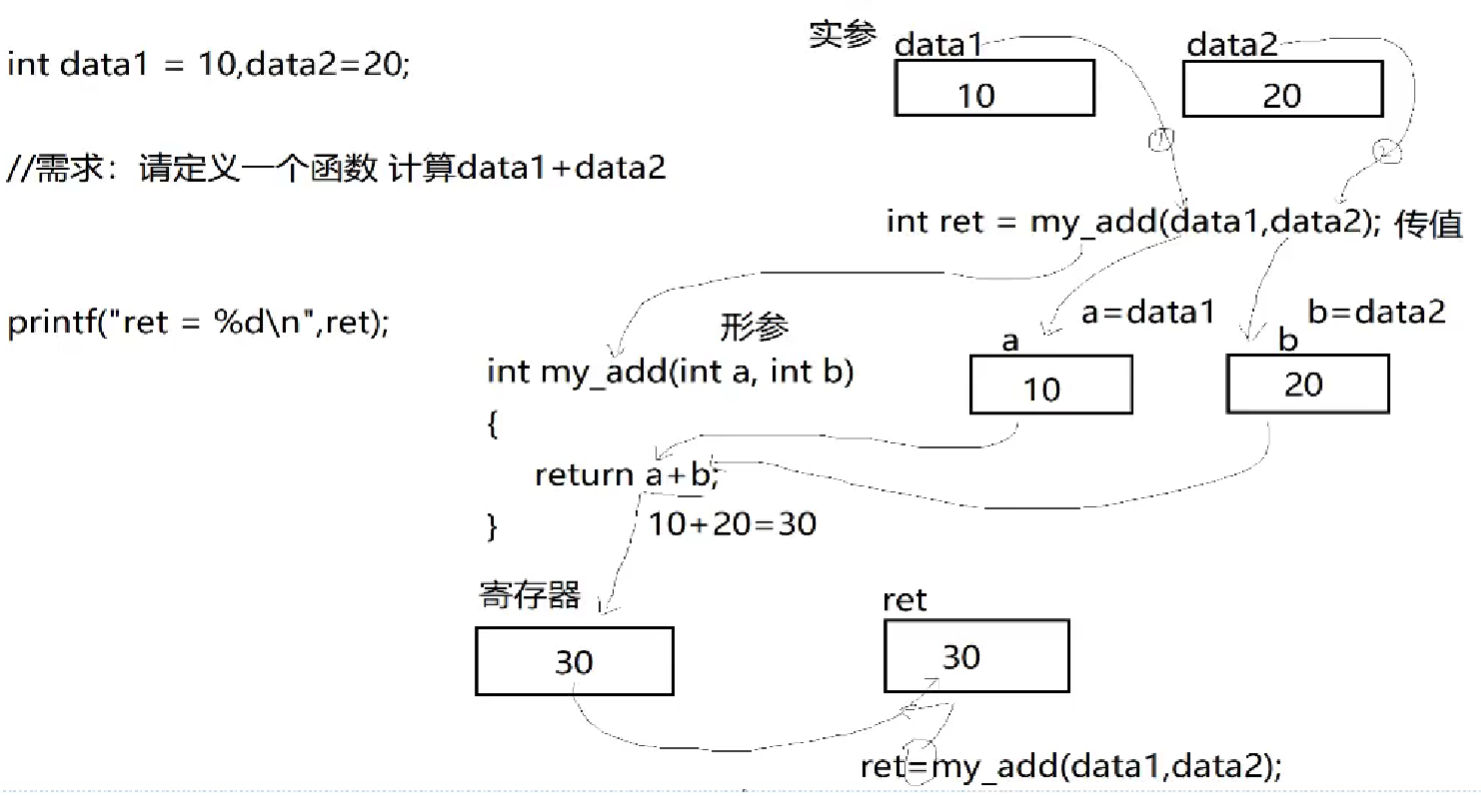 int data1 = 10,data2=20;
//需求：请定义一个函数 计算data1+data2
printf("ret = %d\n",ret);
实参
data1
data2
10
20
1
2
int ret = my_add(data1,data2); 传值
a=data1
b=data2
形参
a
b
int my_add(int a, int b)
10
20
{
return a+b;
}
10+20=30
寄存器
ret
30
30
ret=my_add(data1,data2);